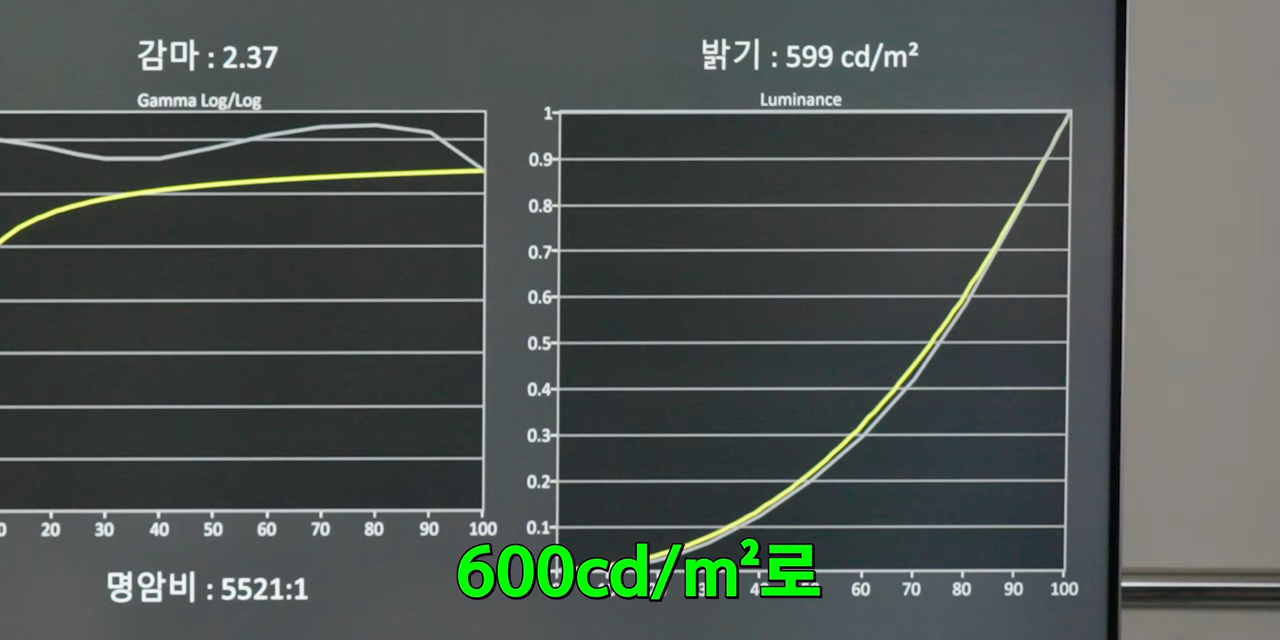 감마 : 2.37
Gamma Log/Log
20 30 40 50 60 70 80 90 100
명암비 : 5521:1
밝기 : 599 cd/m²
Luminance
1
0.9
0.8
0.7
0.6
0.5
0.4
0.3
0.2
0.1
60 70 80 90 100
600cd/m²로